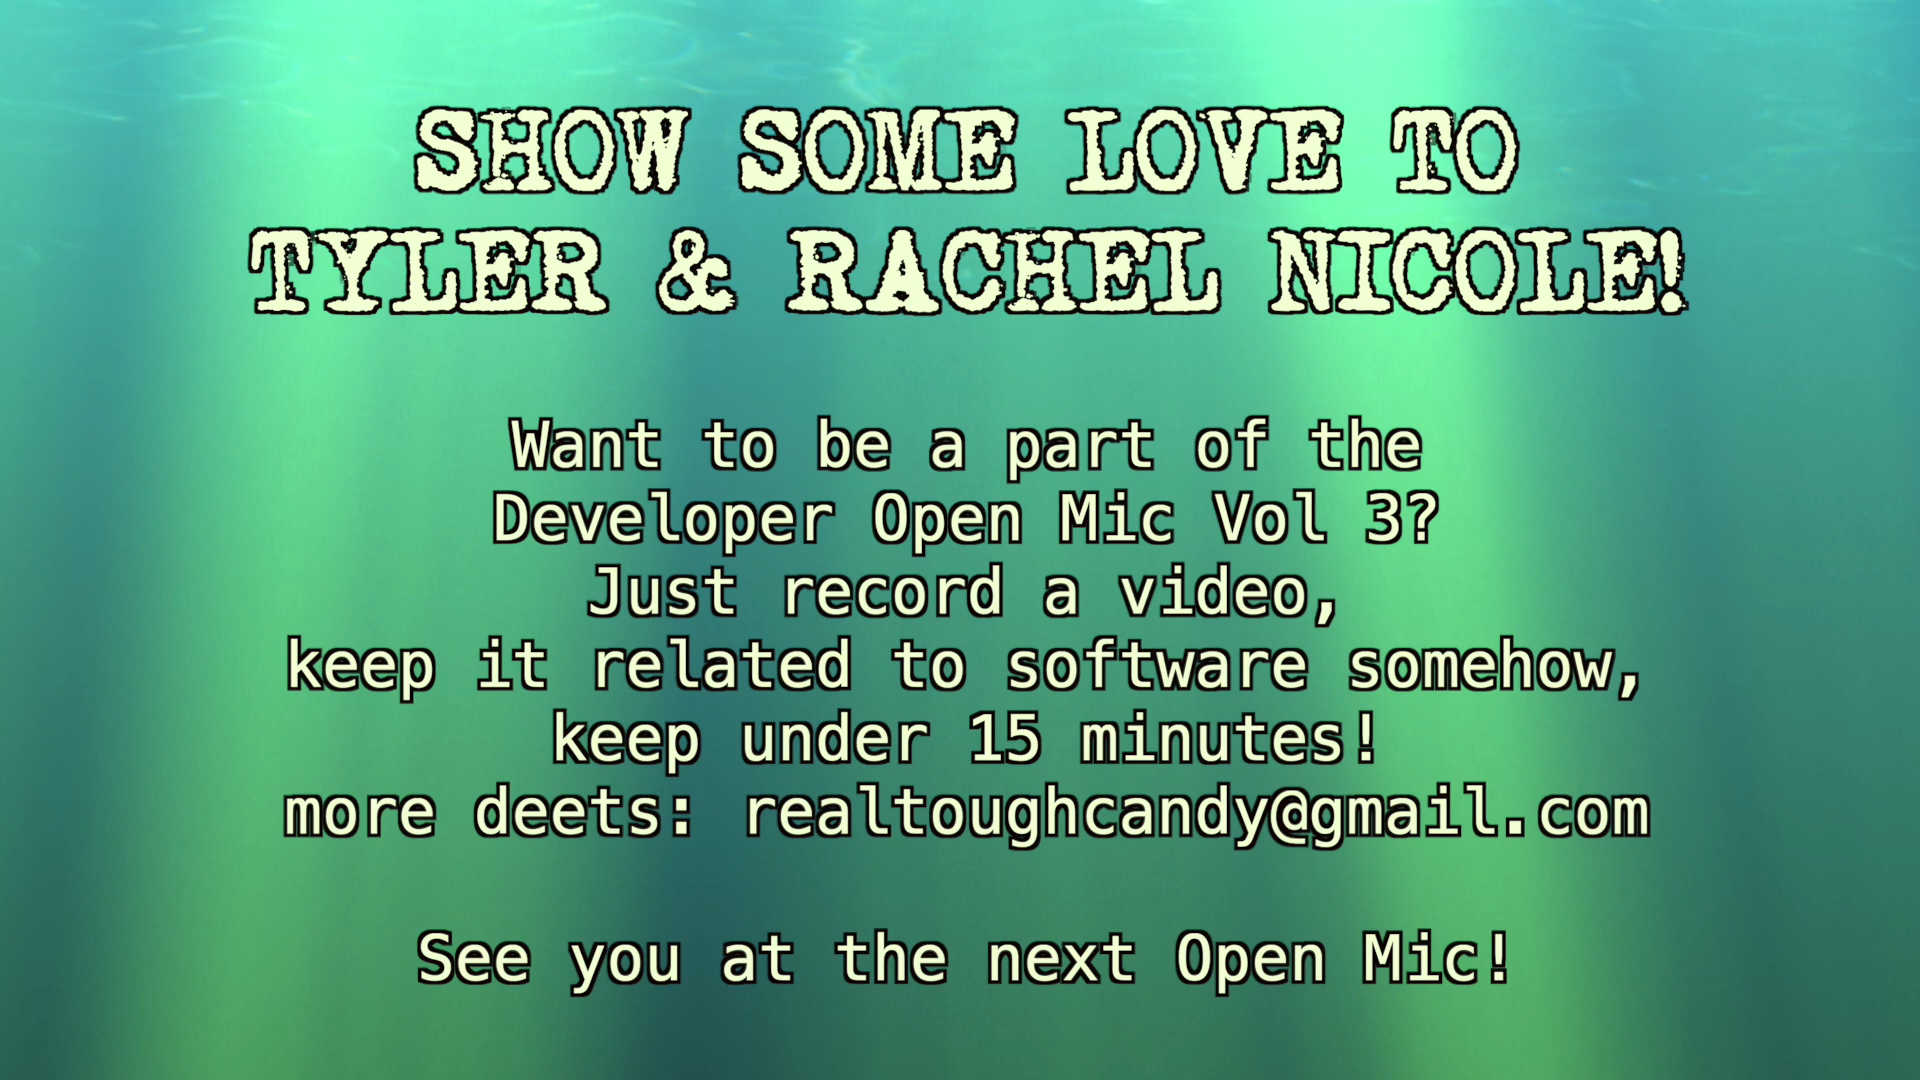 SHOW SOME LOVE TO
TYLER & RACHEL NICOLE!
Want to be a part of the
Developer Open Mic Vol 3?
Just record a video,
keep it related to software somehow,
keep under 15 minutes!
more deets: realtoughcandy@gmail.com
See you at the next Open Mic!